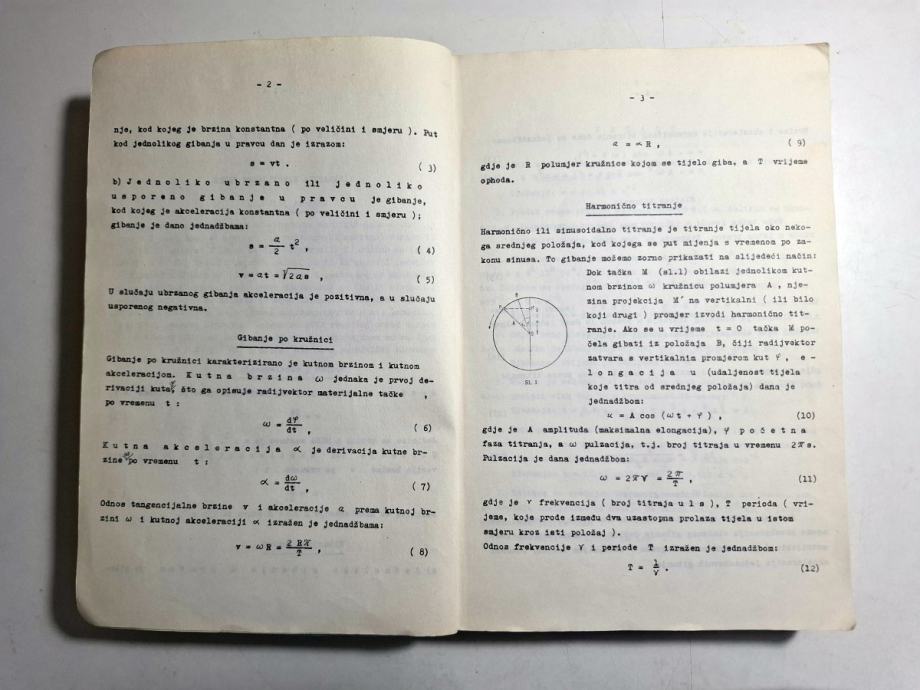 - 2 -
nje, kod kojeg je brzina konstantna ( po veličini i smjeru ). Put
kod jednolikog gibanja u pravcu dan je izrazom:
s = vt . ( 3)
b) J e d n o l i k o   u b r z a n o   ili   j e d n o l i k o
u s p o r e n o   g i b a n j e   u   p r a v c u   je gibanje,
kod kojeg je akceleracija konstantna ( po veličini i smjeru );
gibanje je dano jednadžbama:
s = a/2 t² , ( 4)
v = at = √2as , ( 5)
U slučaju ubrzanog gibanja akceleracija je pozitivna, a u slučaju
usporenog negativna.
Gibanje po kružnici
Gibanje po kružnici karakterizirano je kutnom brzinom i kutnom
akceleracijom. K u t n a   b r z i n a   ω jednaka je prvoj de-
rivaciji kuta, što ga opisuje radijvektor materijalne tačke ,
po vremenu t :
ω = dφ/dt , ( 6)
K u t n a   a k c e l e r a c i j a   α je derivacija kutne br-
zine po vremenu t :
α = dω/dt , ( 7)
Odnos tangencijalne brzine v i akceleracije a prema kutnoj br-
zini ω i kutnoj akceleraciji α izražen je jednadžbama:
v = ωR = 2 Rπ/T , ( 8)
- 3 -
a = αR , ( 9)
gdje je R polumjer kružnice kojom se tijelo giba, a T vrijeme
ophoda.
Harmonično titranje
Harmonično ili sinusoidalno titranje je titranje tijela oko neko-
ga srednjeg položaja, kod kojega se put mijenja s vremenom po za-
konu sinusa. To gibanje možemo zorno prikazati na slijedeći način:
Dok tačka M (sl.1) obilazi jednolikom kut-
nom brzinom ω kružnicu polumjera A , nje-
zina projekcija M′ na vertikalni ( ili bilo
koji drugi ) promjer izvodi harmonično tit-
ranje. Ako se u vrijeme t = 0 tačka M po-
čela gibati iz položaja B, čiji radijvektor
zatvara s vertikalnim promjerom kut φ , e -
l o n g a c i j a   u (udaljenost tijela
koje titra od srednjeg položaja) dana je
jednadžbom:
Sl 1
u = A cos (ωt + φ) , (10)
gdje je A amplituda (maksimalna elongacija), φ p o č e t n a
faza titranja, a ω pulzacija, t.j. broj titraja u vremenu 2πs.
Pulzacija je dana jednadžbom:
ω = 2πν = 2π/T , (11)
gdje je ν frekvencija ( broj titraja u 1 s ), T perioda ( vri-
jeme, koje prođe između dva uzastopna prolaza tijela u istom
smjeru kroz isti položaj ).
Odnos frekvencije ν i periode T izražen je jednadžbom:
T = 1/ν . (12)